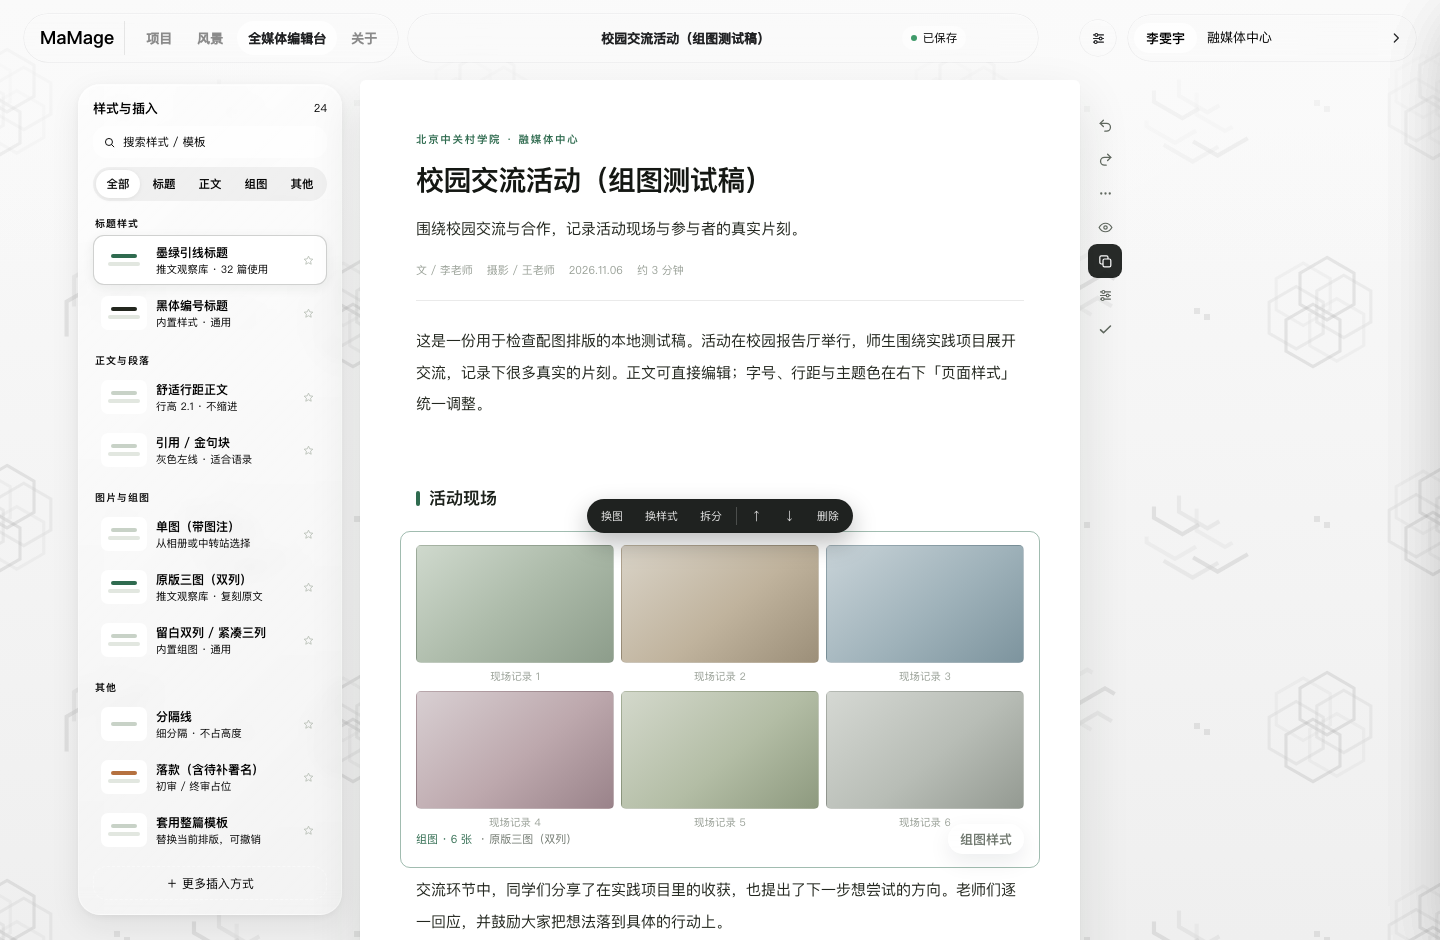 MaMage
项目
风景
全媒体编辑台
关于
校园交流活动（组图测试稿）
已保存
李雯宇
融媒体中心
样式与插入
24
搜索样式 / 模板
全部
标题
正文
组图
其他
标题样式
墨绿引线标题
推文观察库 · 32 篇使用
黑体编号标题
内置样式 · 通用
正文与段落
舒适行距正文
行高 2.1 · 不缩进
引用 / 金句块
灰色左线 · 适合语录
图片与组图
单图（带图注）
从相册或中转站选择
原版三图（双列）
推文观察库 · 复刻原文
留白双列 / 紧凑三列
内置组图 · 通用
其他
分隔线
细分隔 · 不占高度
落款（含待补署名）
初审 / 终审占位
套用整篇模板
替换当前排版，可撤销
+ 更多插入方式
北京中关村学院 · 融媒体中心
校园交流活动（组图测试稿）
围绕校园交流与合作，记录活动现场与参与者的真实片刻。
文 / 李老师 摄影 / 王老师 2026.11.06 约 3 分钟
这是一份用于检查配图排版的本地测试稿。活动在校园报告厅举行，师生围绕实践项目展开
交流，记录下很多真实的片刻。正文可直接编辑；字号、行距与主题色在右下「页面样式」
统一调整。
活动现场
换图
换样式
拆分
↑
↓
删除
现场记录 1
现场记录 2
现场记录 3
现场记录 4
现场记录 5
现场记录 6
组图 · 6 张 · 原版三图（双列）
组图样式
交流环节中，同学们分享了在实践项目里的收获，也提出了下一步想尝试的方向。老师们逐
一回应，并鼓励大家把想法落到具体的行动上。